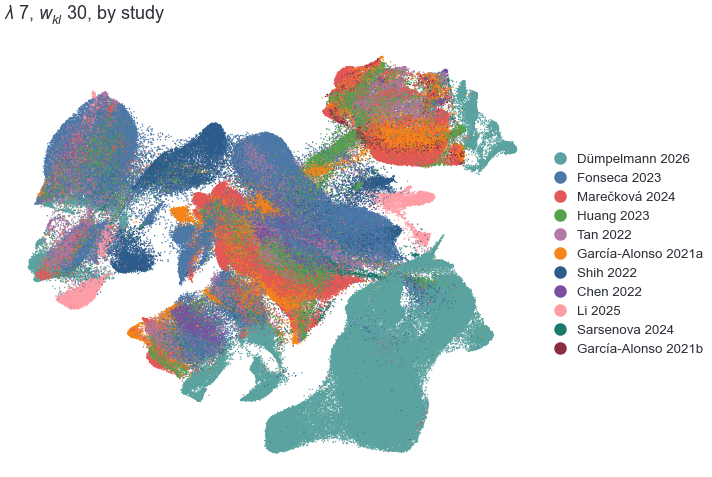 λ 7, wkl 30, by study
Dümpelmann 2026
Fonseca 2023
Marečková 2024
Huang 2023
Tan 2022
García-Alonso 2021a
Shih 2022
Chen 2022
Li 2025
Sarsenova 2024
García-Alonso 2021b